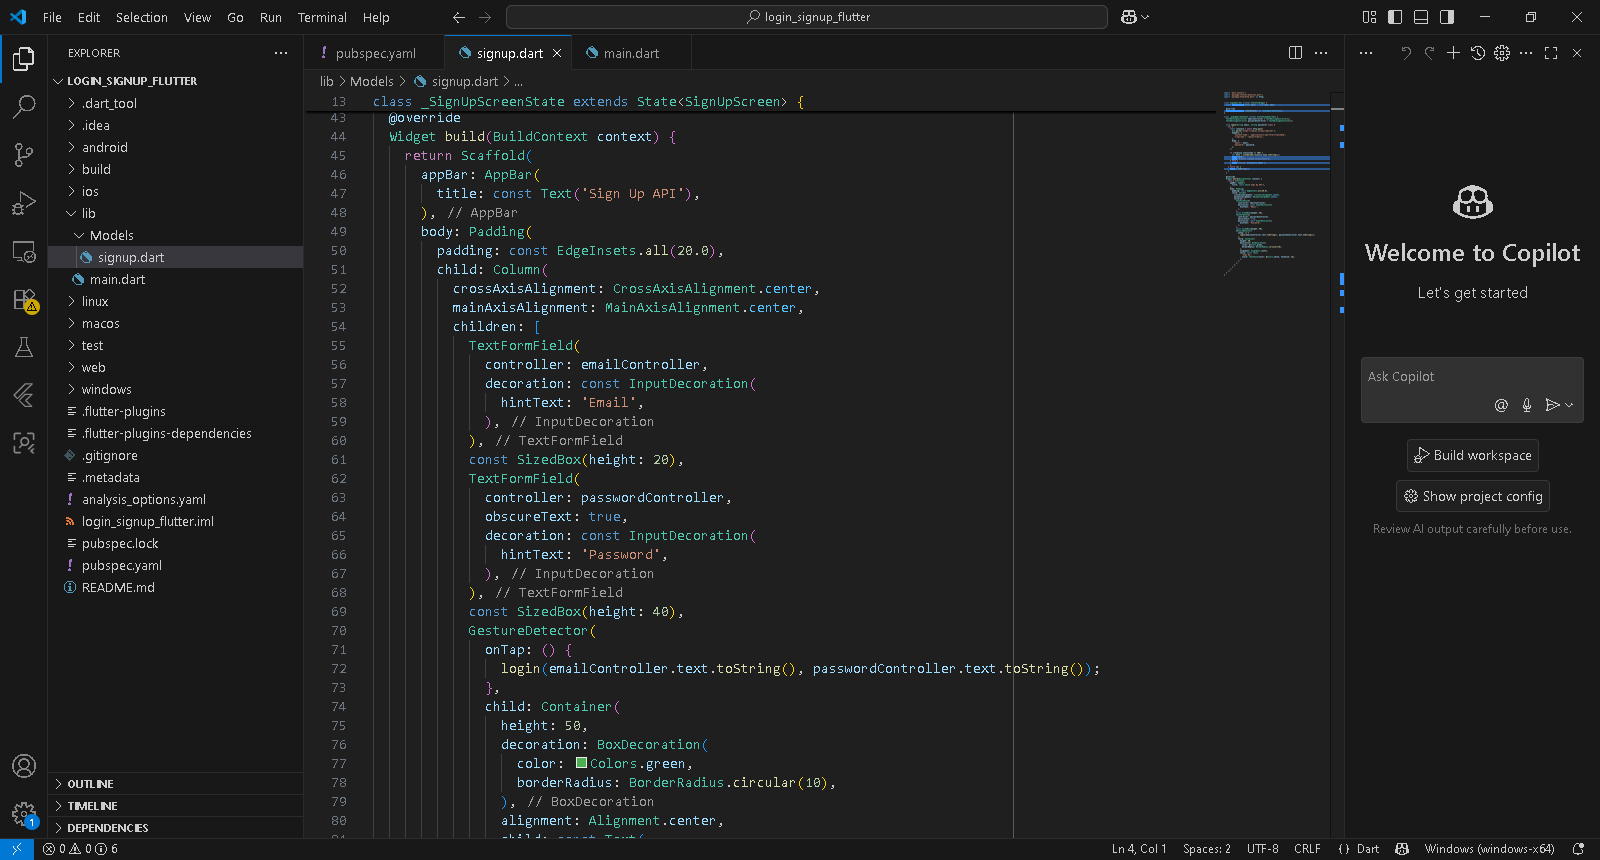 File Edit Selection View Go Run Terminal Help
login_signup_flutter
EXPLORER
LOGIN_SIGNUP_FLUTTER
.dart_tool
.idea
android
build
ios
lib
Models
signup.dart
main.dart
linux
macos
test
web
windows
.flutter-plugins
.flutter-plugins-dependencies
.gitignore
.metadata
analysis_options.yaml
login_signup_flutter.iml
pubspec.lock
pubspec.yaml
README.md
OUTLINE
TIMELINE
DEPENDENCIES
pubspec.yaml signup.dart main.dart
lib > Models > signup.dart > ...
13 class _SignUpScreenState extends State<SignUpScreen> {
43 @override
44 Widget build(BuildContext context) {
45 return Scaffold(
46 appBar: AppBar(
47 title: const Text('Sign Up API'),
48 ), // AppBar
49 body: Padding(
50 padding: const EdgeInsets.all(20.0),
51 child: Column(
52 crossAxisAlignment: CrossAxisAlignment.center,
53 mainAxisAlignment: MainAxisAlignment.center,
54 children: [
55 TextFormField(
56 controller: emailController,
57 decoration: const InputDecoration(
58 hintText: 'Email',
59 ), // InputDecoration
60 ), // TextFormField
61 const SizedBox(height: 20),
62 TextFormField(
63 controller: passwordController,
64 obscureText: true,
65 decoration: const InputDecoration(
66 hintText: 'Password',
67 ), // InputDecoration
68 ), // TextFormField
69 const SizedBox(height: 40),
70 GestureDetector(
71 onTap: () {
72 login(emailController.text.toString(), passwordController.text.toString());
73 },
74 child: Container(
75 height: 50,
76 decoration: BoxDecoration(
77 color: Colors.green,
78 borderRadius: BorderRadius.circular(10),
79 ), // BoxDecoration
80 alignment: Alignment.center,
81 child: const Text(
Welcome to Copilot
Let's get started
Ask Copilot
Build workspace
Show project config
Review AI output carefully before use.
1
0 0 6
Ln 4, Col 1 Spaces: 2 UTF-8 CRLF { } Dart Windows (windows-x64)